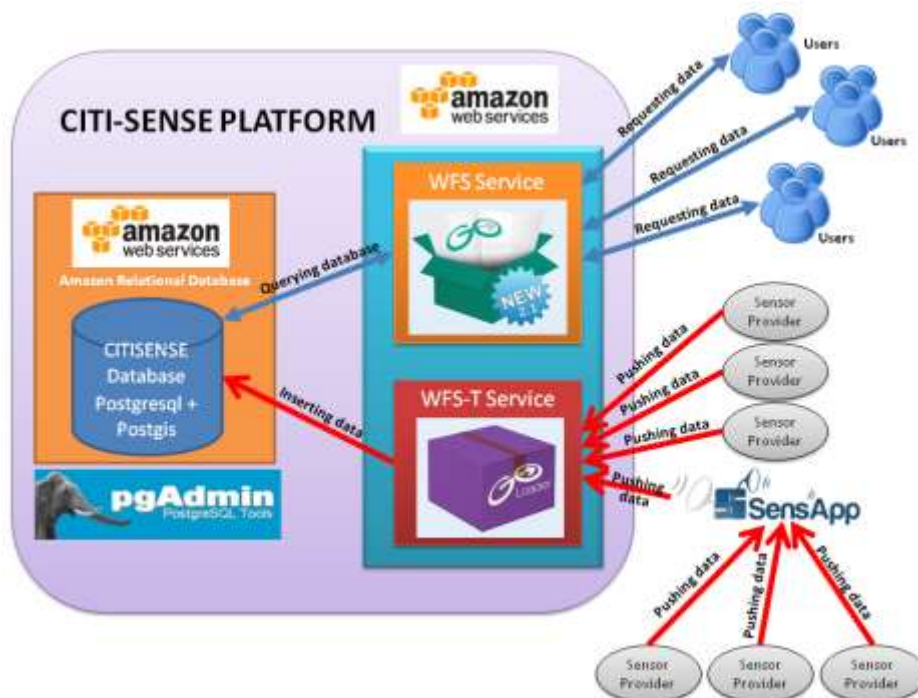 CITI-SENSE PLATFORM
amazon
web services
Users
Users
Users
Requesting data
Requesting data
Requesting data
WFS Service
NEW
2.1
amazon
web services
Amazon Relational Database
Querying database
CITISENSE
Database
Postgresql +
Postgis
Inserting data
WFS-T Service
Loader
pgAdmin
PostgreSQL Tools
Sensor
Provider
Sensor
Provider
Sensor
Provider
Pushing data
Pushing data
Pushing data
Pushing
data
SensApp
Pushing data
Pushing data
Pushing data
Sensor
Provider
Sensor
Provider
Sensor
Provider